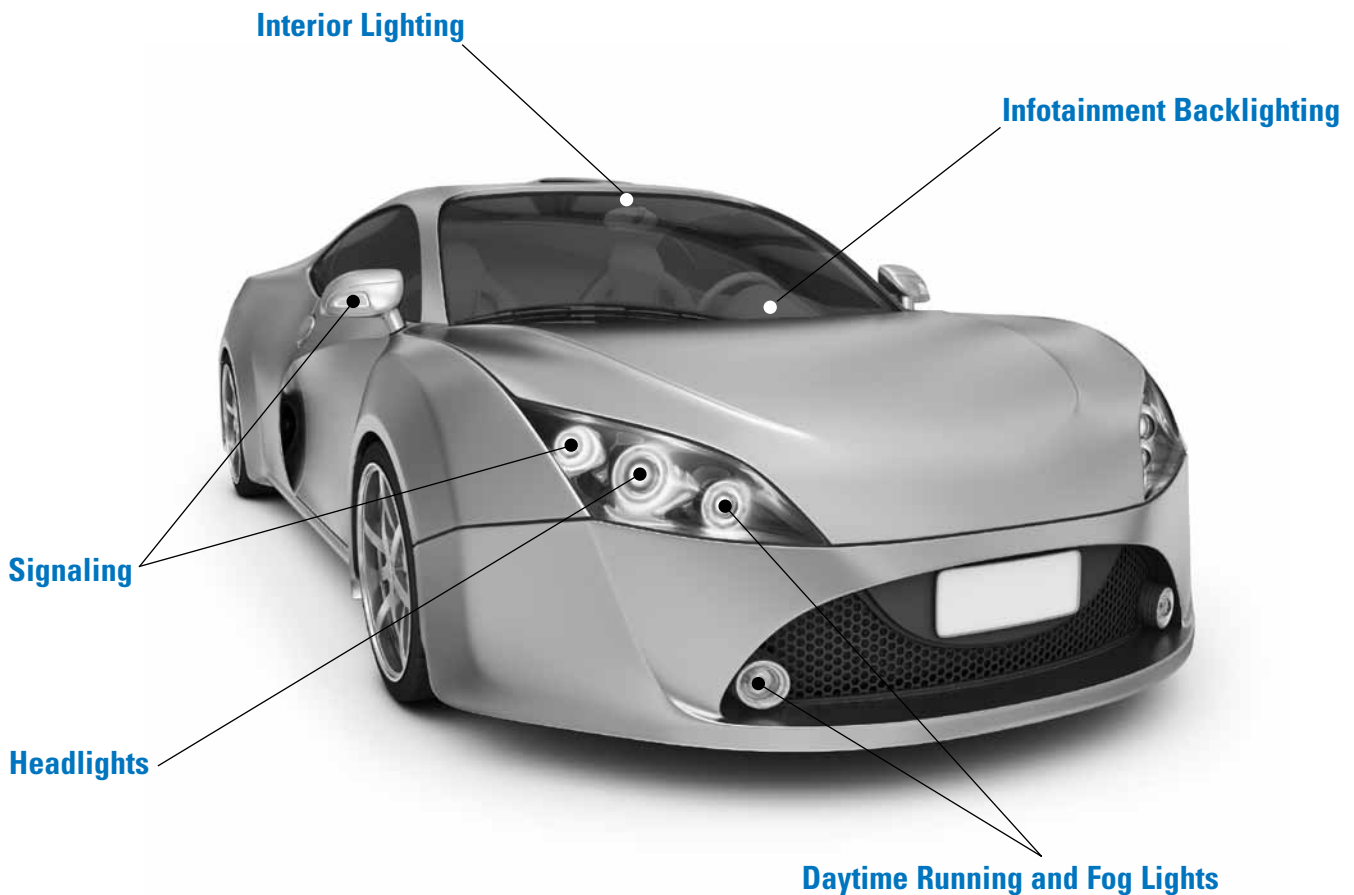 Interior Lighting
Infotainment Backlighting
Signaling
Headlights
Daytime Running and Fog Lights